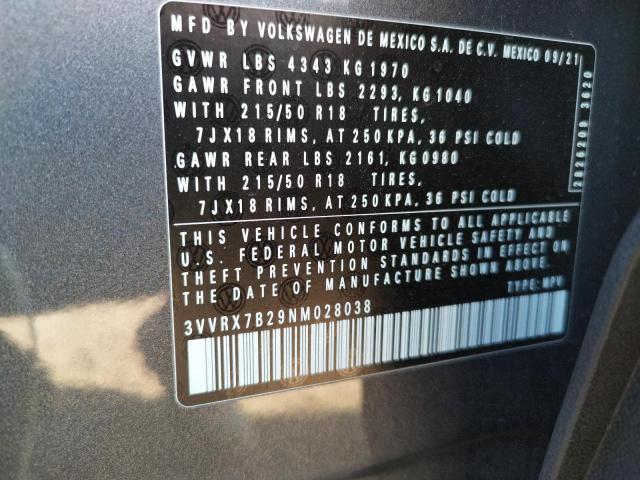 MFD BY VOLKSWAGEN DE MEXICO S.A. DE C.V. MEXICO 09/21
GVWR LBS 4343 KG 1970
GAWR FRONT LBS 2293, KG 1040
WITH 215/50 R18 TIRES,
7JX18 RIMS, AT 250 KPA, 36 PSI COLD
GAWR REAR LBS 2161, KG 0980
WITH 215/50 R18 TIRES,
7JX18 RIMS, AT 250 KPA, 36 PSI COLD
2826209 3620
THIS VEHICLE CONFORMS TO ALL APPLICABLE
U.S. FEDERAL MOTOR VEHICLE SAFETY AND
THEFT PREVENTION STANDARDS IN EFFECT ON
THE DATE OF MANUFACTURE SHOWN ABOVE.
3VVRX7B29NM028038 TYPE: MPV